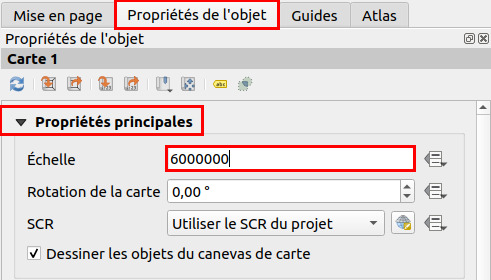 Mise en page Propriétés de l'objet Guides Atlas
Propriétés de l'objet
Carte 1
abc
Propriétés principales
Échelle 6000000
Rotation de la carte 0,00 °
SCR Utiliser le SCR du projet
Dessiner les objets du canevas de carte